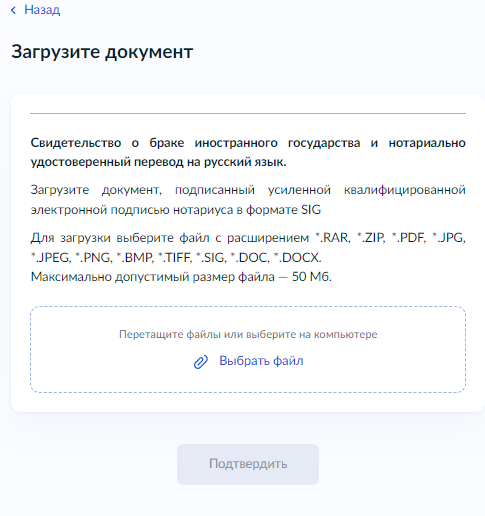 Назад
Загрузите документ
Свидетельство о браке иностранного государства и нотариально
удостоверенный перевод на русский язык.
Загрузите документ, подписанный усиленной квалифицированной
электронной подписью нотариуса в формате SIG
Для загрузки выберите файл с расширением *.RAR, *.ZIP, *.PDF, *.JPG,
*.JPEG, *.PNG, *.BMP, *.TIFF, *.SIG, *.DOC, *.DOCX.
Максимально допустимый размер файла — 50 Мб.
Перетащите файлы или выберите на компьютере
Выбрать файл
Подтвердить